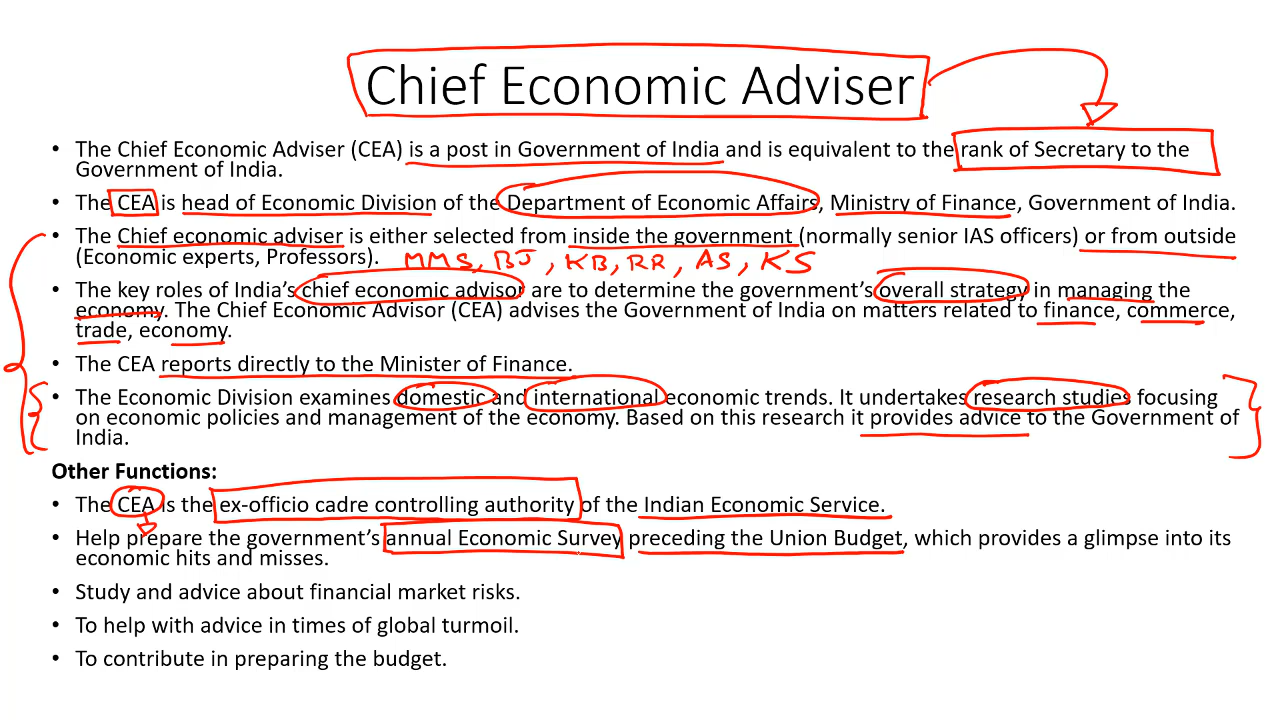 Chief Economic Adviser
• The Chief Economic Adviser (CEA) is a post in Government of India and is equivalent to the rank of Secretary to the
Government of India.
• The CEA is head of Economic Division of the Department of Economic Affairs, Ministry of Finance, Government of India.
• The Chief economic adviser is either selected from inside the government (normally senior IAS officers) or from outside
(Economic experts, Professors). MMS, BJ, KB, RR, AS, KS
• The key roles of India’s chief economic advisor are to determine the government’s overall strategy in managing the
economy. The Chief Economic Advisor (CEA) advises the Government of India on matters related to finance, commerce,
trade, economy.
• The CEA reports directly to the Minister of Finance.
• The Economic Division examines domestic and international economic trends. It undertakes research studies focusing
on economic policies and management of the economy. Based on this research it provides advice to the Government of
India.
Other Functions:
• The CEA is the ex-officio cadre controlling authority of the Indian Economic Service.
• Help prepare the government’s annual Economic Survey preceding the Union Budget, which provides a glimpse into its
economic hits and misses.
• Study and advice about financial market risks.
• To help with advice in times of global turmoil.
• To contribute in preparing the budget.